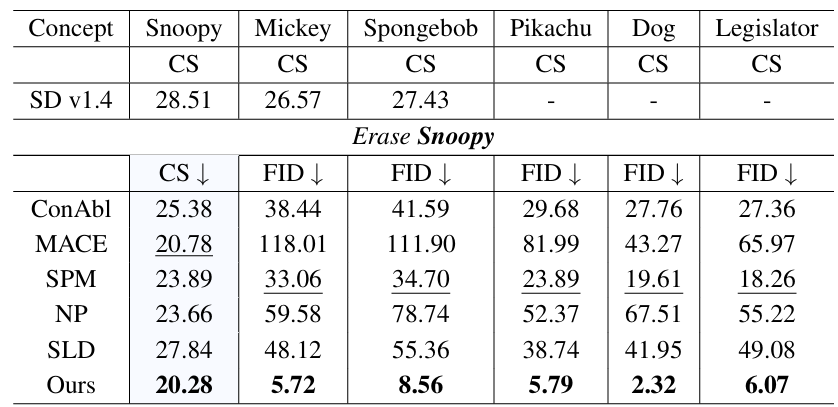 Concept Snoopy Mickey Spongebob Pikachu Dog Legislator
CS CS CS CS CS CS
SD v1.4 28.51 26.57 27.43 - - -
Erase Snoopy
CS ↓ FID ↓ FID ↓ FID ↓ FID ↓ FID ↓
ConAbl 25.38 38.44 41.59 29.68 27.76 27.36
MACE 20.78 118.01 111.90 81.99 43.27 65.97
SPM 23.89 33.06 34.70 23.89 19.61 18.26
NP 23.66 59.58 78.74 52.37 67.51 55.22
SLD 27.84 48.12 55.36 38.74 41.95 49.08
Ours 20.28 5.72 8.56 5.79 2.32 6.07